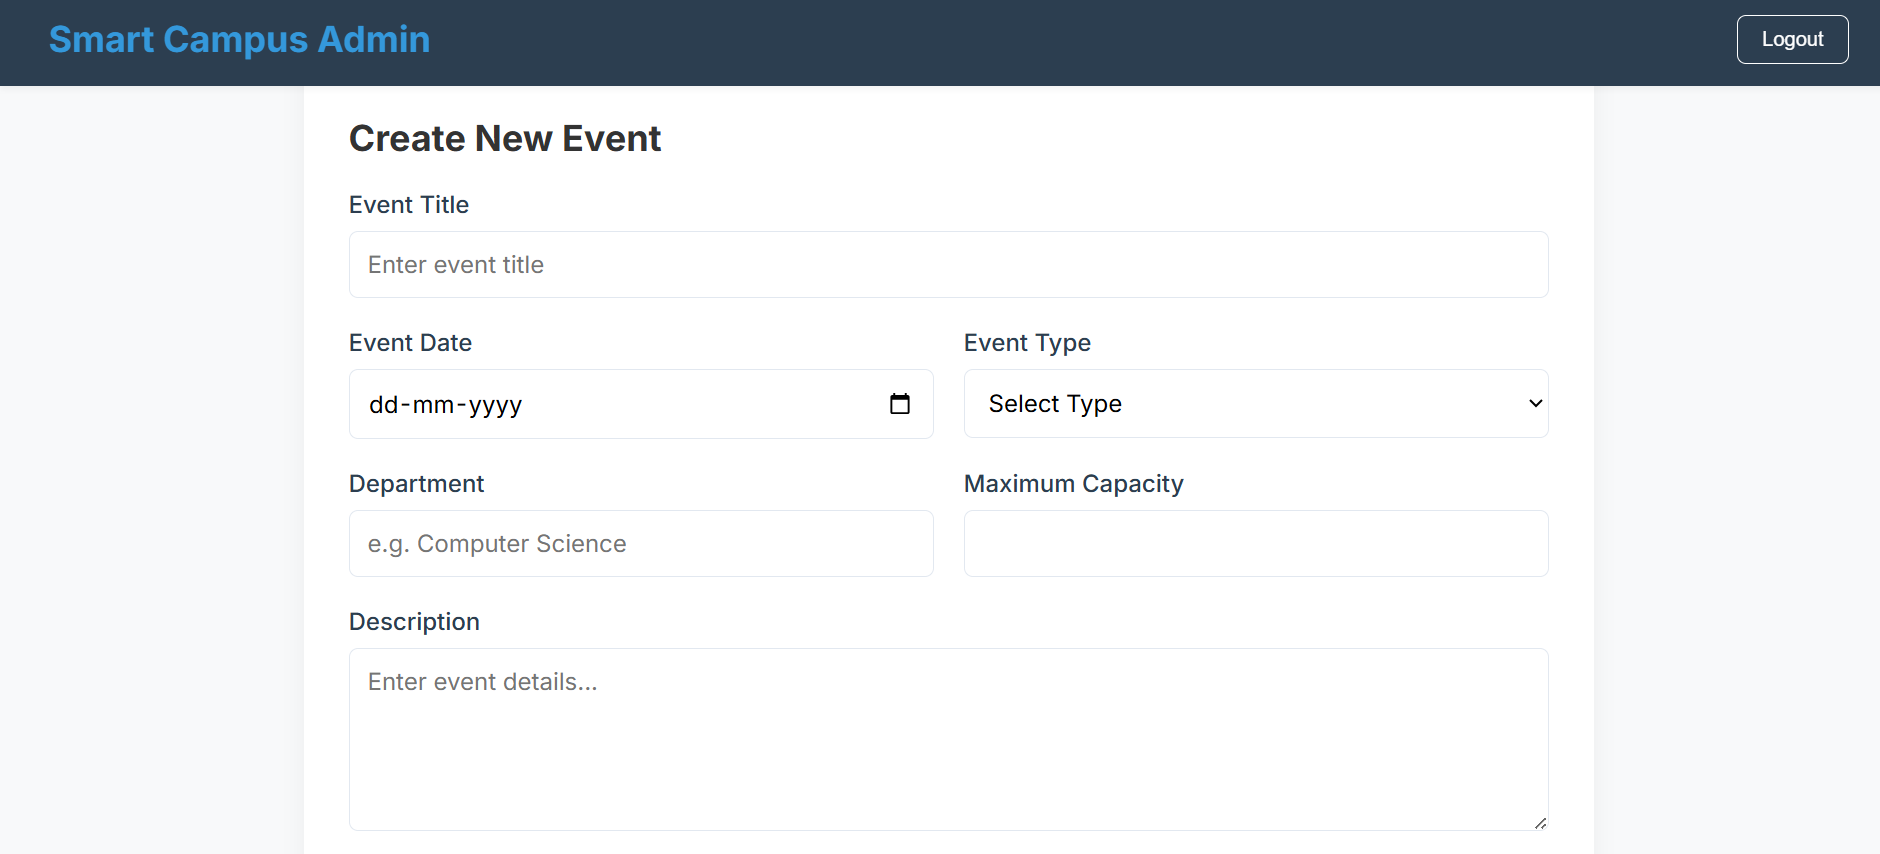 Smart Campus Admin
Logout
Create New Event
Event Title
Enter event title
Event Date
Event Type
dd-mm-yyyy
Select Type
Department
Maximum Capacity
e.g. Computer Science
Description
Enter event details...